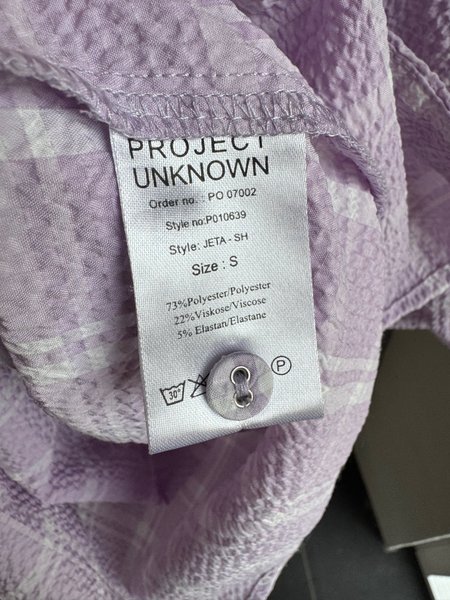 PROJECT
UNKNOWN
Order no. : PO 07002
Style no:P010639
Style: JETA - SH
Size : S
73%Polyester/Polyester
22%Viskose/Viscose
5% Elastan/Elastane
30° P